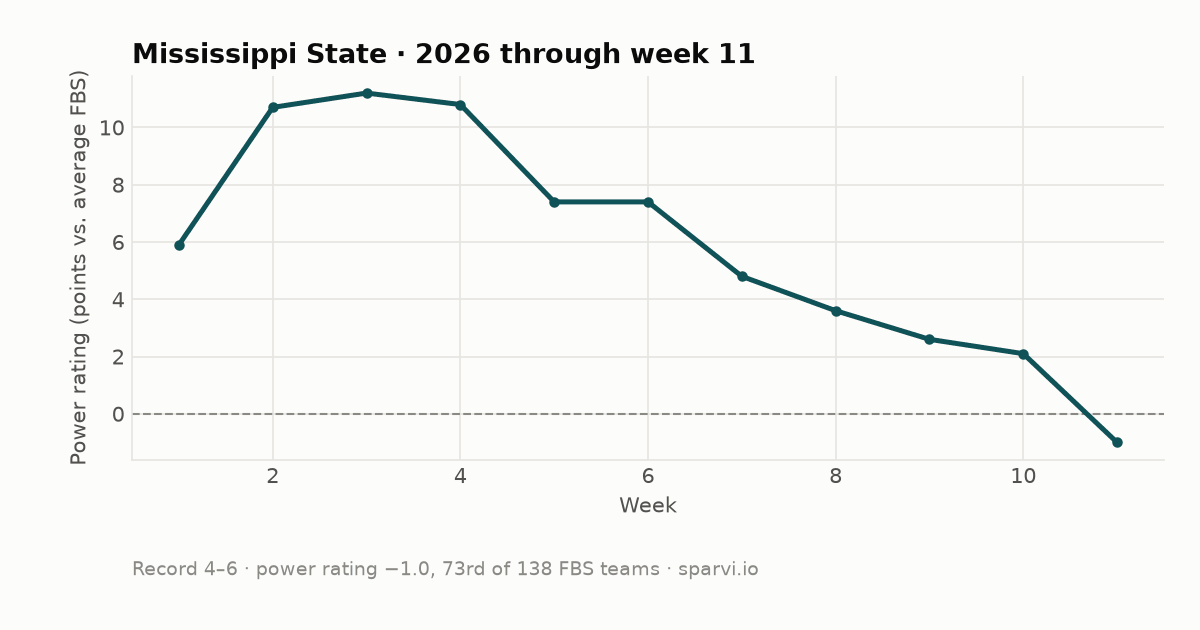 Mississippi State · 2026 through week 11
Power rating (points vs. average FBS)
10
8
6
4
2
0
2
4
6
8
10
Week
Record 4–6 · power rating −1.0, 73rd of 138 FBS teams · sparvi.io